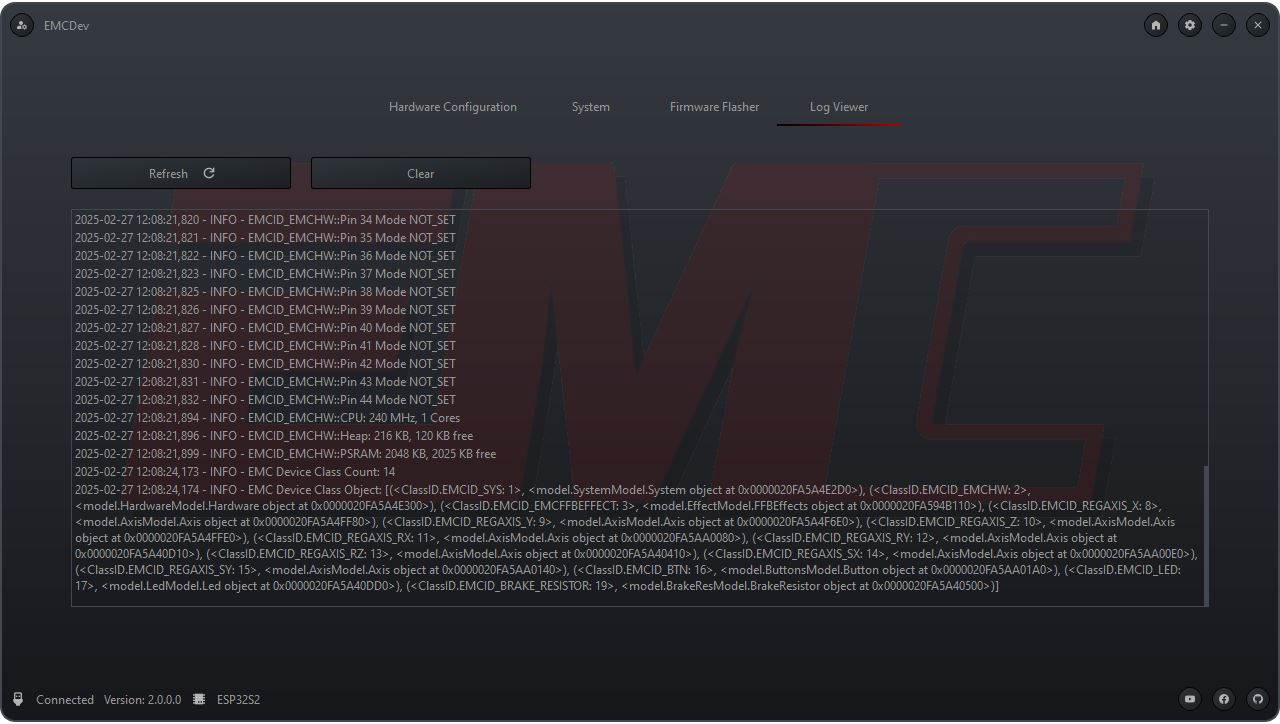 EMCDev
Hardware Configuration
System
Firmware Flasher
Log Viewer
Refresh
Clear
2025-02-27 12:08:21,820 - INFO - EMCID_EMCHW::Pin 34 Mode NOT_SET
2025-02-27 12:08:21,821 - INFO - EMCID_EMCHW::Pin 35 Mode NOT_SET
2025-02-27 12:08:21,822 - INFO - EMCID_EMCHW::Pin 36 Mode NOT_SET
2025-02-27 12:08:21,823 - INFO - EMCID_EMCHW::Pin 37 Mode NOT_SET
2025-02-27 12:08:21,825 - INFO - EMCID_EMCHW::Pin 38 Mode NOT_SET
2025-02-27 12:08:21,826 - INFO - EMCID_EMCHW::Pin 39 Mode NOT_SET
2025-02-27 12:08:21,827 - INFO - EMCID_EMCHW::Pin 40 Mode NOT_SET
2025-02-27 12:08:21,828 - INFO - EMCID_EMCHW::Pin 41 Mode NOT_SET
2025-02-27 12:08:21,830 - INFO - EMCID_EMCHW::Pin 42 Mode NOT_SET
2025-02-27 12:08:21,831 - INFO - EMCID_EMCHW::Pin 43 Mode NOT_SET
2025-02-27 12:08:21,832 - INFO - EMCID_EMCHW::Pin 44 Mode NOT_SET
2025-02-27 12:08:21,894 - INFO - EMCID_EMCHW::CPU: 240 MHz, 1 Cores
2025-02-27 12:08:21,896 - INFO - EMCID_EMCHW::Heap: 216 KB, 120 KB free
2025-02-27 12:08:21,899 - INFO - EMCID_EMCHW::PSRAM: 2048 KB, 2025 KB free
2025-02-27 12:08:24,173 - INFO - EMC Device Class Count: 14
2025-02-27 12:08:24,174 - INFO - EMC Device Class Object: [(<ClassID.EMCID_SYS: 1>, <model.SystemModel.System object at 0x0000020FA5A4E2D0>), (<ClassID.EMCID_EMCHW: 2>,
<model.HardwareModel.Hardware object at 0x0000020FA5A4E300>), (<ClassID.EMCID_EMCFFBEFFECT: 3>, <model.EffectModel.FFBEffects object at 0x0000020FA594B110>), (<ClassID.EMCID_REGAXIS_X: 8>,
<model.AxisModel.Axis object at 0x0000020FA5A4FF80>), (<ClassID.EMCID_REGAXIS_Y: 9>, <model.AxisModel.Axis object at 0x0000020FA5A4F6E0>), (<ClassID.EMCID_REGAXIS_Z: 10>, <model.AxisModel.Axis
object at 0x0000020FA5A4FFE0>), (<ClassID.EMCID_REGAXIS_RX: 11>, <model.AxisModel.Axis object at 0x0000020FA5AA0080>), (<ClassID.EMCID_REGAXIS_RY: 12>, <model.AxisModel.Axis object at
0x0000020FA5A40D10>), (<ClassID.EMCID_REGAXIS_RZ: 13>, <model.AxisModel.Axis object at 0x0000020FA5A40410>), (<ClassID.EMCID_REGAXIS_SX: 14>, <model.AxisModel.Axis object at 0x0000020FA5AA00E0>),
(<ClassID.EMCID_REGAXIS_SY: 15>, <model.AxisModel.Axis object at 0x0000020FA5AA0140>), (<ClassID.EMCID_BTN: 16>, <model.ButtonsModel.Button object at 0x0000020FA5AA01A0>), (<ClassID.EMCID_LED:
17>, <model.LedModel.Led object at 0x0000020FA5A40DD0>), (<ClassID.EMCID_BRAKE_RESISTOR: 19>, <model.BrakeResModel.BrakeResistor object at 0x0000020FA5A40500>)]
EMC
Connected Version: 2.0.0.0 ESP32S2